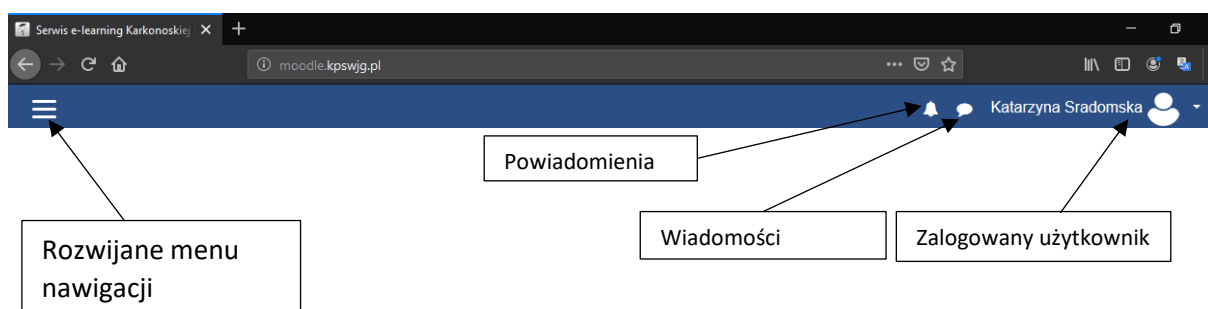 Serwis e-learning Karkonoskiej
moodle.kpswjg.pl
Katarzyna Sradomska
Powiadomienia
Wiadomości
Zalogowany użytkownik
Rozwijane menu
nawigacji